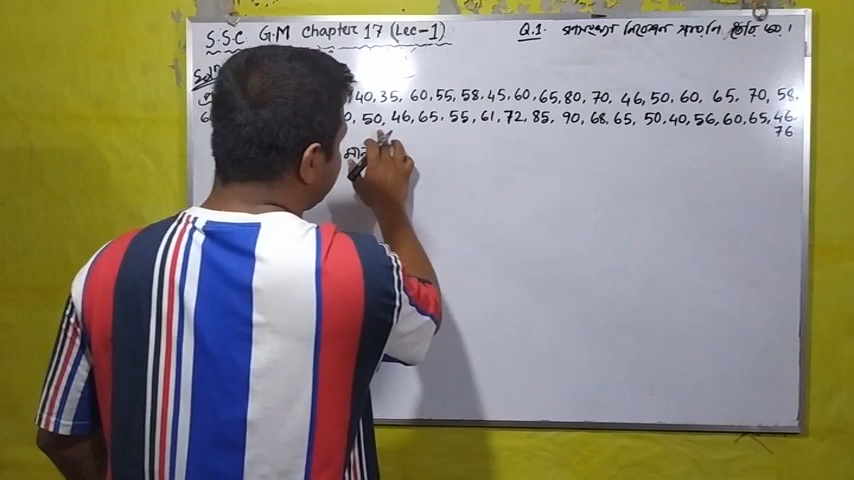 S.S.C G.M Chapter 17 (Lec-1) Q.1. গণসংখ্যা নিবেশন সারণি তৈরি কর।
40, 35, 60, 55, 58, 45, 60, 65, 80, 70, 46, 50, 60, 65, 70, 58,
50, 46, 65, 55, 61, 72, 85, 90, 68, 65, 50, 40, 56, 60, 65, 46
76